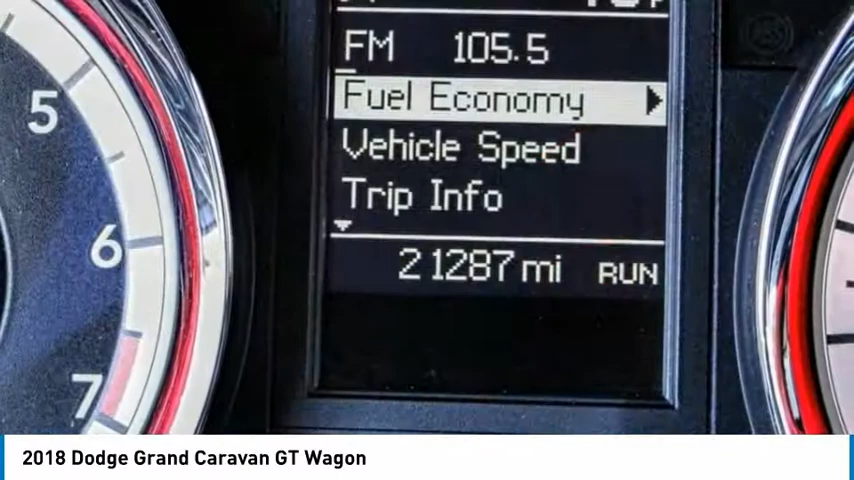 FM 105.5
Fuel Economy
Vehicle Speed
Trip Info
21287 mi RUN
5
6
7
2018 Dodge Grand Caravan GT Wagon